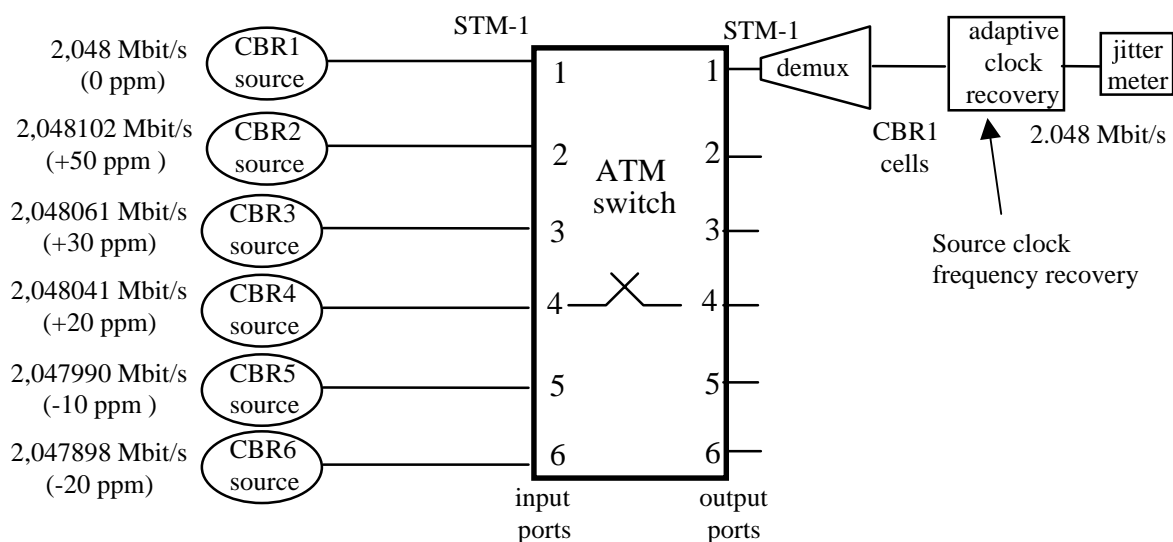 STM-1
STM-1
2,048 Mbit/s
(0 ppm)
CBR1
source
1
1
demux
adaptive
clock
recovery
jitter
meter
2,048102 Mbit/s
(+50 ppm )
CBR2
source
2
2
CBR1
cells
2.048 Mbit/s
ATM
switch
2,048061 Mbit/s
(+30 ppm)
CBR3
source
3
3
Source clock
frequency recovery
2,048041 Mbit/s
(+20 ppm)
CBR4
source
4
4
2,047990 Mbit/s
(-10 ppm )
CBR5
source
5
5
2,047898 Mbit/s
(-20 ppm)
CBR6
source
6
6
input
ports
output
ports